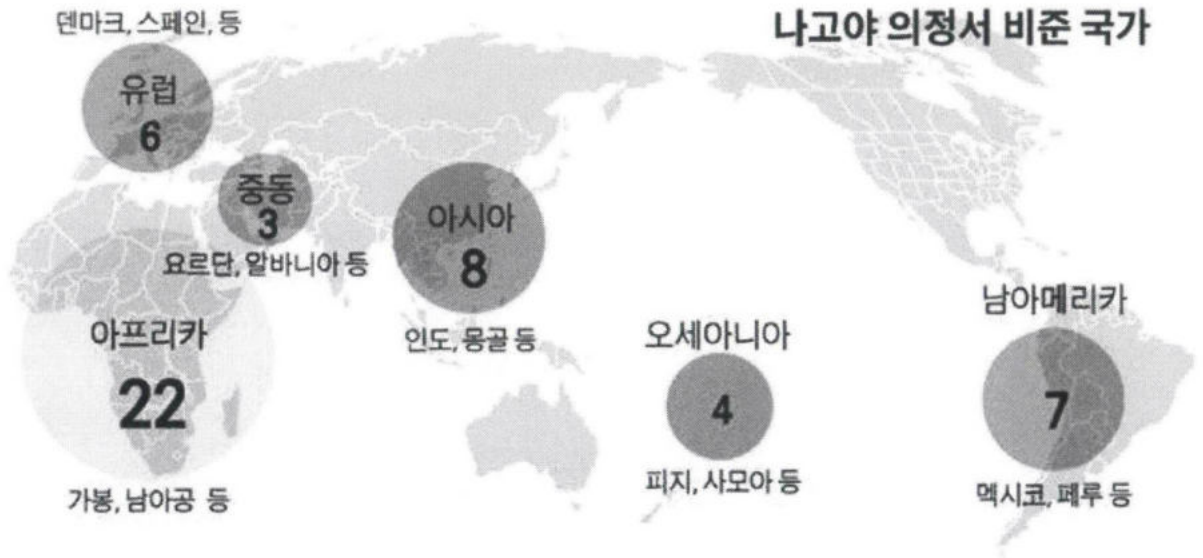 나고야 의정서 비준 국가
덴마크, 스페인, 등
유럽
6
중동
3
요르단, 알바니아 등
아시아
8
인도, 몽골 등
아프리카
22
가봉, 남아공 등
오세아니아
4
피지, 사모아 등
남아메리카
7
멕시코, 페루 등